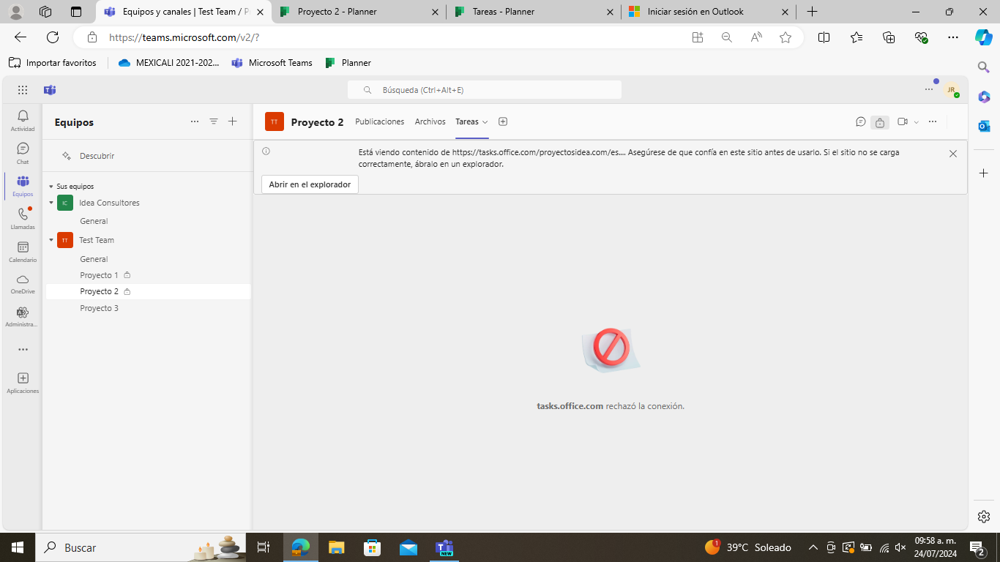 Equipos y canales | Test Team / P
Proyecto 2 - Planner
Tareas - Planner
Iniciar sesión en Outlook
https://teams.microsoft.com/v2/?
Importar favoritos
MEXICALI 2021-202...
Microsoft Teams
Planner
Búsqueda (Ctrl+Alt+E)
JR
Actividad
Chat
Equipos
Llamadas
Calendario
OneDrive
Administra...
Aplicaciones
Equipos
Descubrir
Sus equipos
IC Idea Consultores
General
TT Test Team
General
Proyecto 1
Proyecto 2
Proyecto 3
TT Proyecto 2 Publicaciones Archivos Tareas
Está viendo contenido de https://tasks.office.com/proyectosidea.com/es.... Asegúrese de que confía en este sitio antes de usarlo. Si el sitio no se carga
correctamente, ábralo en un explorador.
Abrir en el explorador
tasks.office.com rechazó la conexión.
Buscar
NEW
1
39°C Soleado
09:58 a. m.
24/07/2024
2